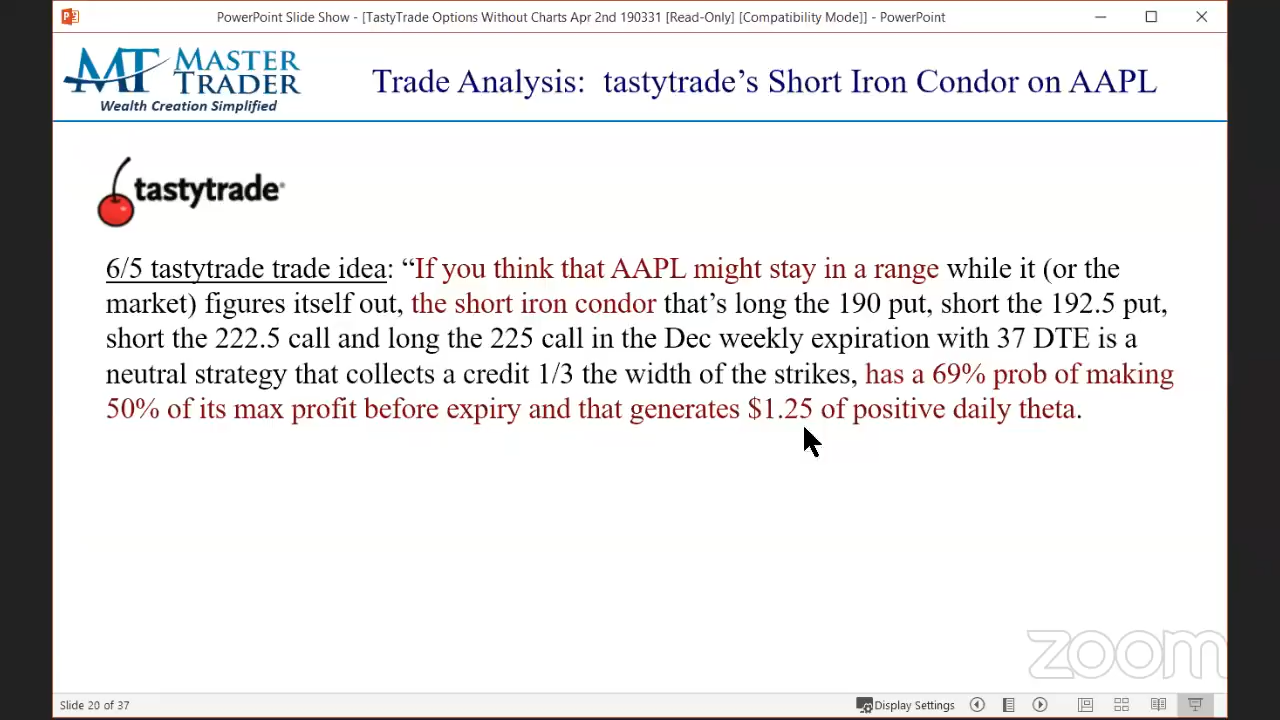 PowerPoint Slide Show - [TastyTrade Options Without Charts Apr 2nd 190331 [Read-Only] [Compatibility Mode]] - PowerPoint
MT MASTER TRADER
Wealth Creation Simplified
Trade Analysis: tastytrade's Short Iron Condor on AAPL
tastytrade®
6/5 tastytrade trade idea: “If you think that AAPL might stay in a range while it (or the
market) figures itself out, the short iron condor that’s long the 190 put, short the 192.5 put,
short the 222.5 call and long the 225 call in the Dec weekly expiration with 37 DTE is a
neutral strategy that collects a credit 1/3 the width of the strikes, has a 69% prob of making
50% of its max profit before expiry and that generates $1.25 of positive daily theta.
zoom
Slide 20 of 37
Display Settings